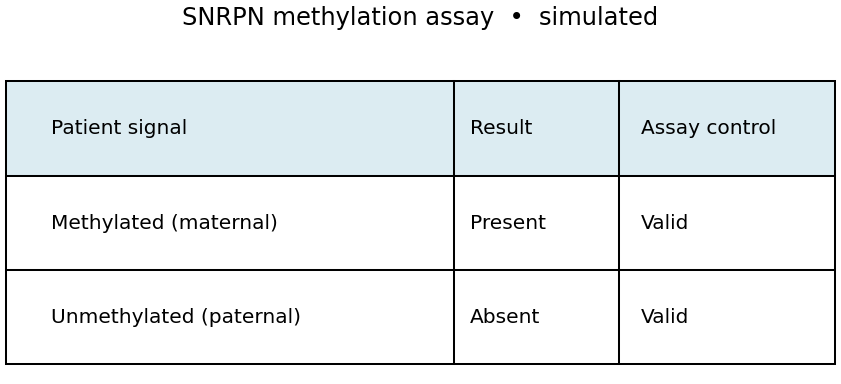 SNRPN methylation assay • simulated
Patient signal Result Assay control
Methylated (maternal) Present Valid
Unmethylated (paternal) Absent Valid